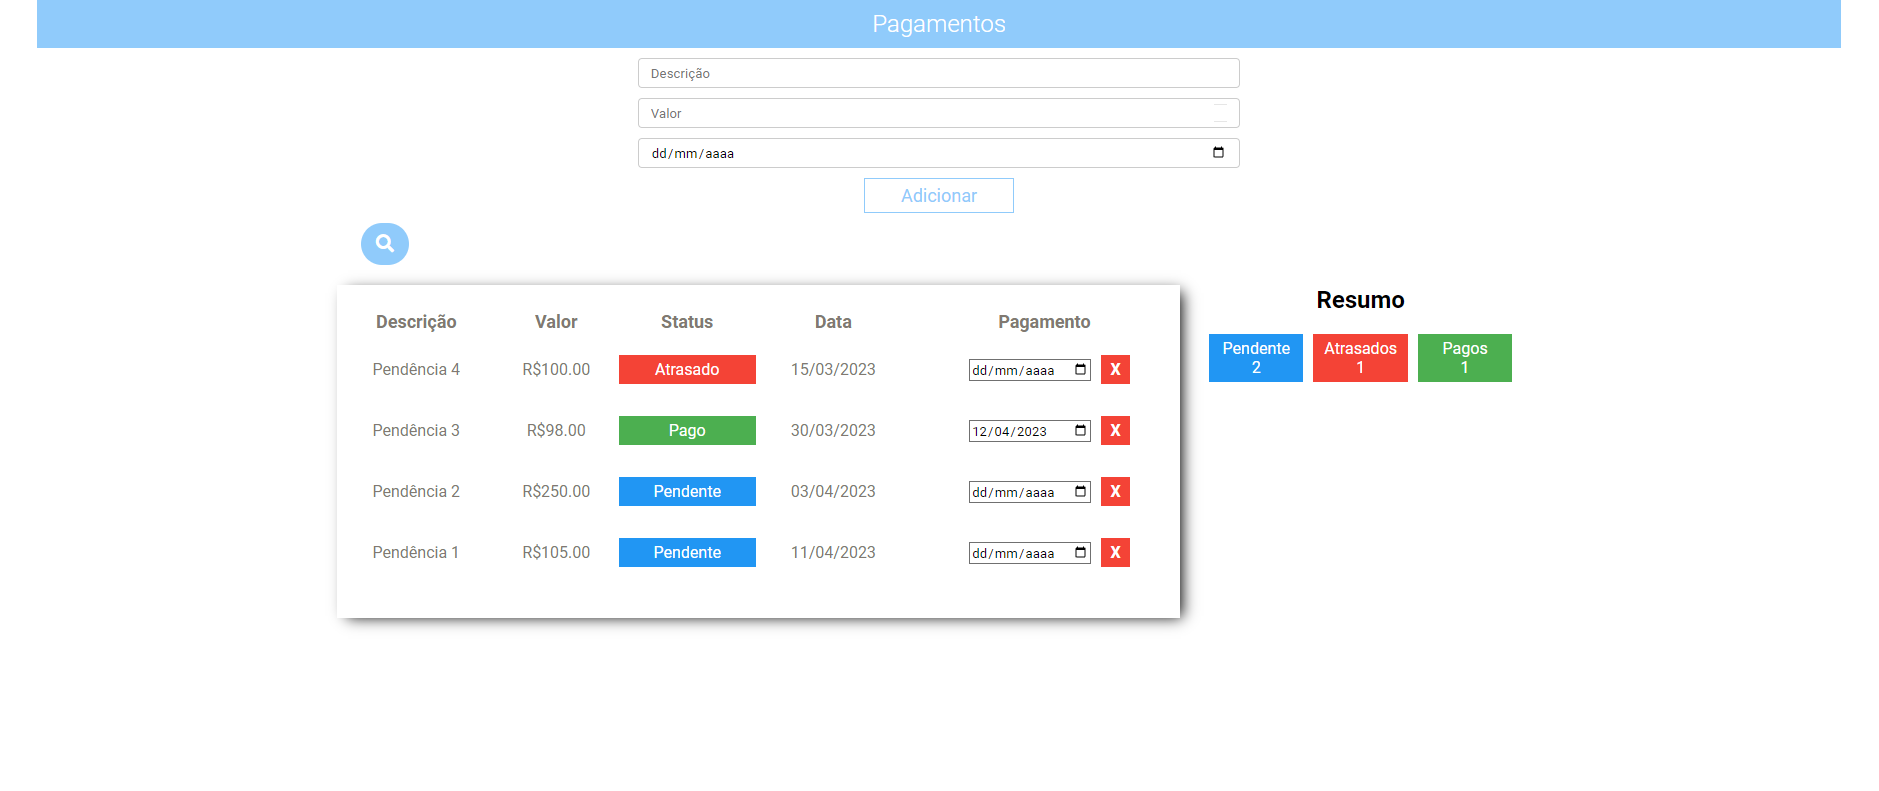 Pagamentos
Descrição
Valor
dd/mm/aaaa
Adicionar
Descrição Valor Status Data Pagamento
Pendência 4 R$100.00 Atrasado 15/03/2023 dd/mm/aaaa X
Pendência 3 R$98.00 Pago 30/03/2023 12/04/2023 X
Pendência 2 R$250.00 Pendente 03/04/2023 dd/mm/aaaa X
Pendência 1 R$105.00 Pendente 11/04/2023 dd/mm/aaaa X
Resumo
Pendente Atrasados Pagos
2 1 1